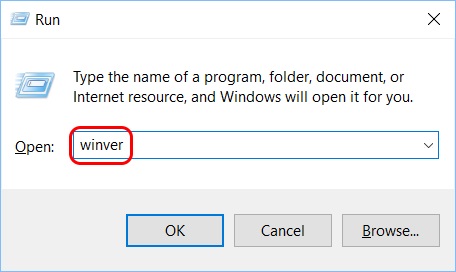 Run
Type the name of a program, folder, document, or
Internet resource, and Windows will open it for you.
Open: winver
OK Cancel Browse...